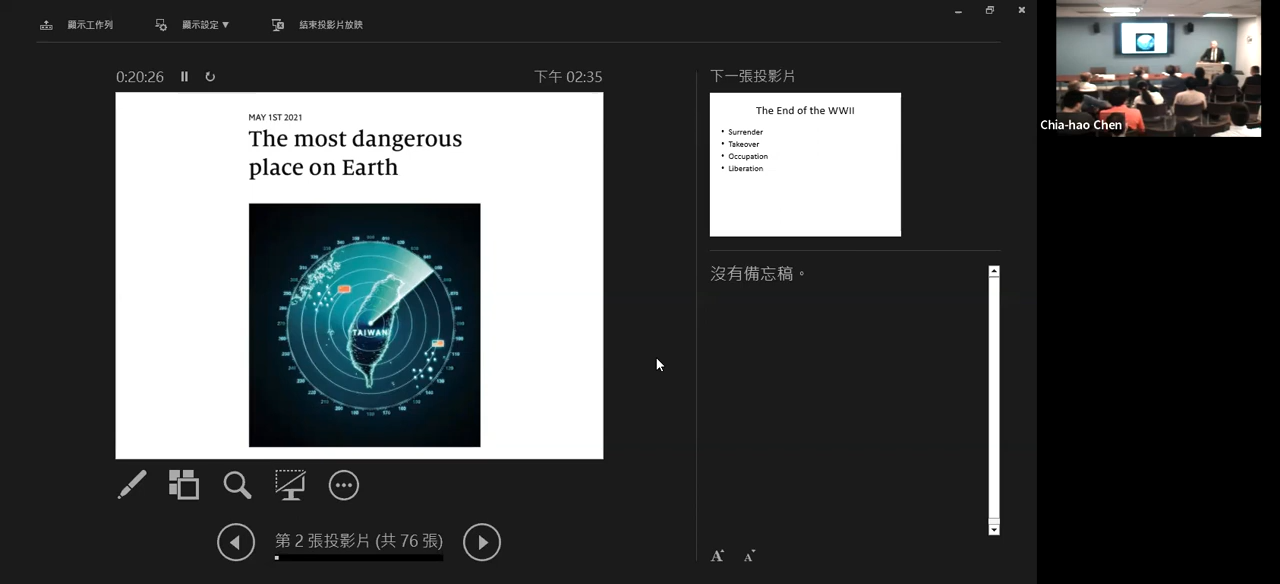 顯示工作列
顯示設定 ▼
結束投影片放映
0:20:26
下午 02:35
MAY 1ST 2021
The most dangerous
place on Earth
TAIWAN
第 2 張投影片 (共 76 張)
下一張投影片
The End of the WWII
• Surrender
• Takeover
• Occupation
• Liberation
沒有備忘稿。
A
A
Chia-hao Chen